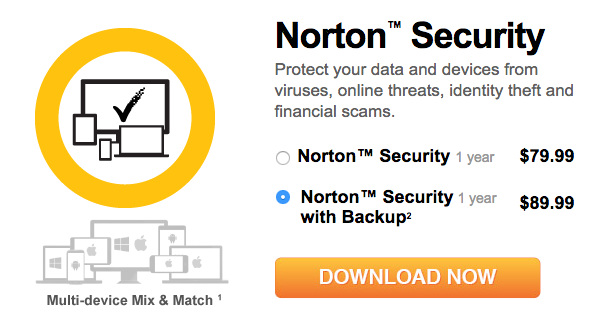 Norton™ Security
Protect your data and devices from
viruses, online threats, identity theft and
financial scams.
Norton™ Security 1 year $79.99
Norton™ Security 1 year $89.99
with Backup²
DOWNLOAD NOW
Multi-device Mix & Match ¹